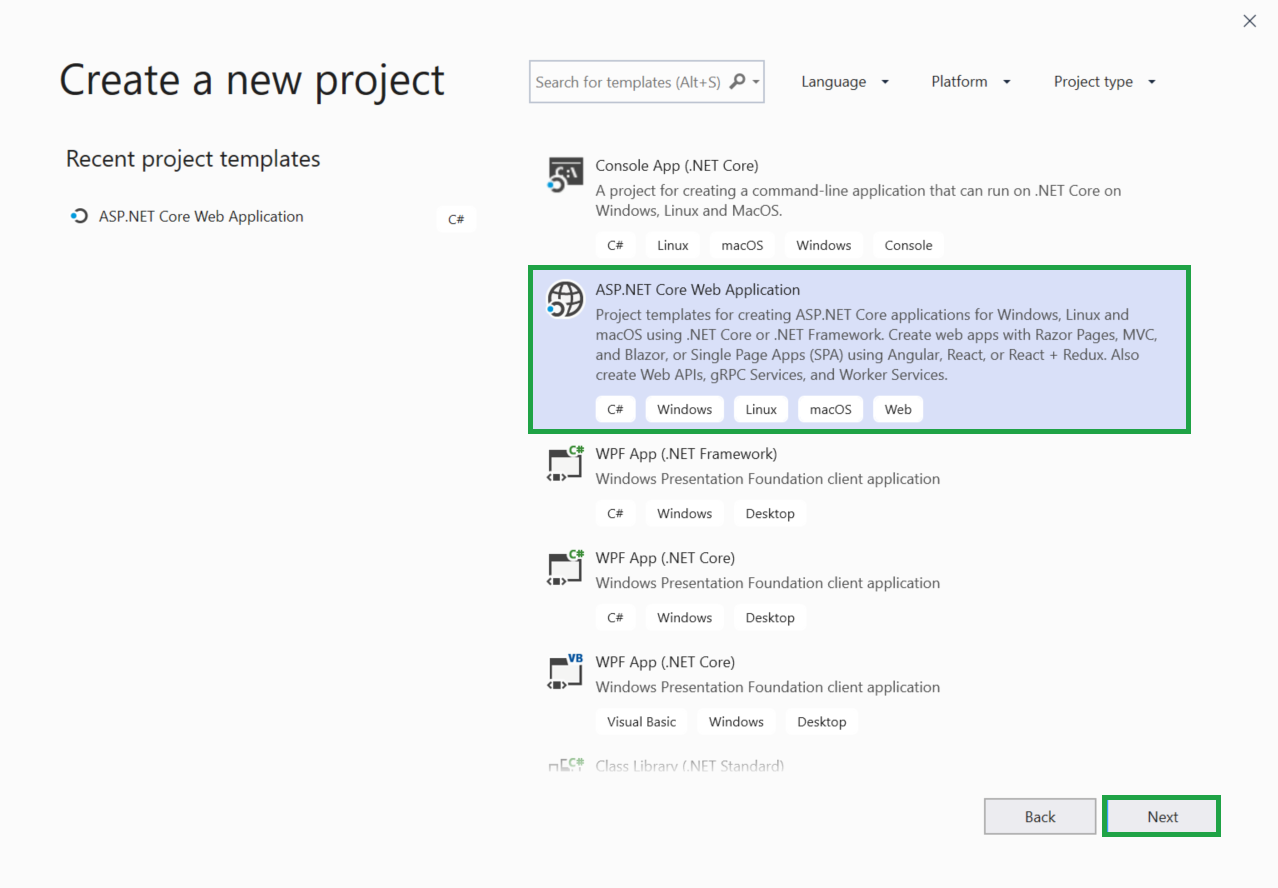 Create a new project
Search for templates (Alt+S)
Language
Platform
Project type
Recent project templates
ASP.NET Core Web Application
C#
Console App (.NET Core)
A project for creating a command-line application that can run on .NET Core on
Windows, Linux and MacOS.
C# Linux macOS Windows Console
ASP.NET Core Web Application
Project templates for creating ASP.NET Core applications for Windows, Linux and
macOS using .NET Core or .NET Framework. Create web apps with Razor Pages, MVC,
and Blazor, or Single Page Apps (SPA) using Angular, React, or React + Redux. Also
create Web APIs, gRPC Services, and Worker Services.
C# Windows Linux macOS Web
C#
WPF App (.NET Framework)
Windows Presentation Foundation client application
C# Windows Desktop
C#
WPF App (.NET Core)
Windows Presentation Foundation client application
C# Windows Desktop
VB
WPF App (.NET Core)
Windows Presentation Foundation client application
Visual Basic Windows Desktop
C#
Class Library (.NET Standard)
Back
Next